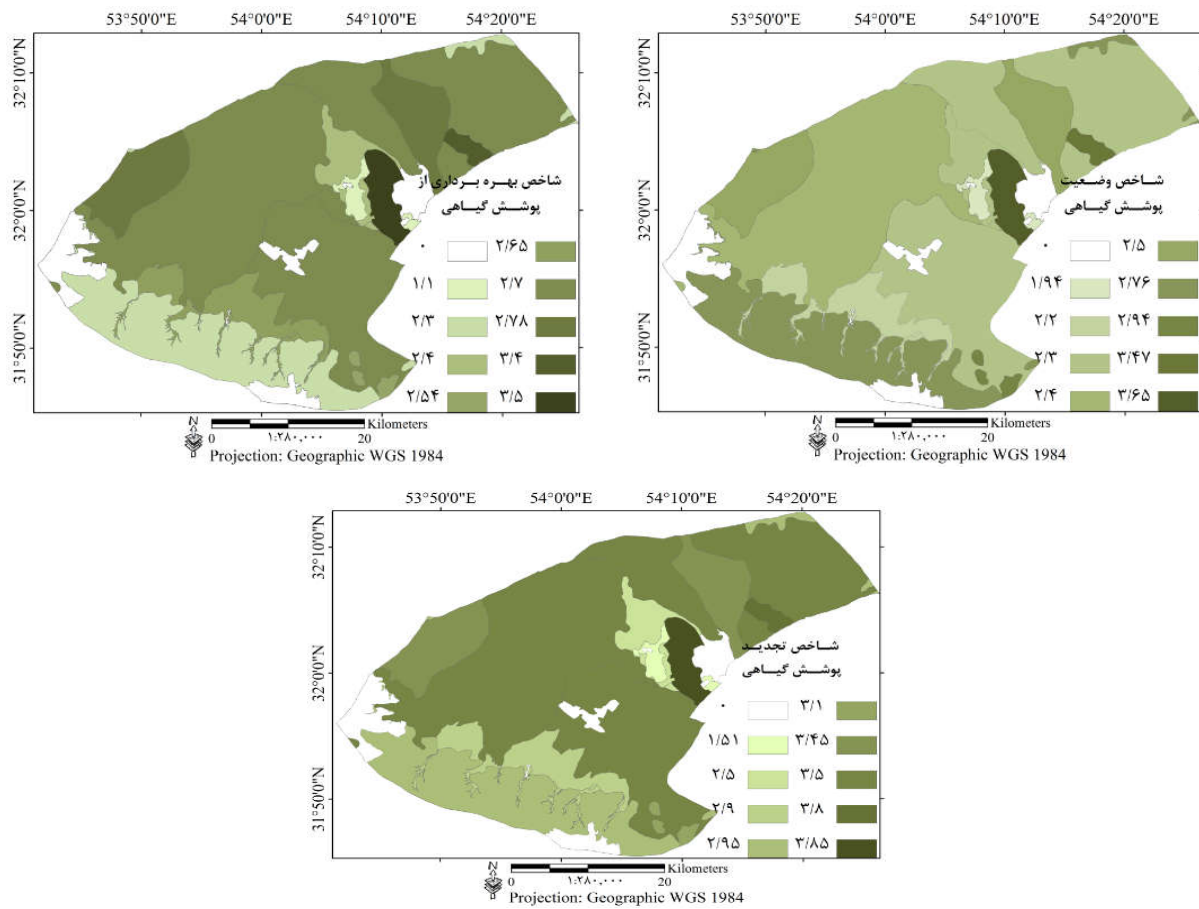 53°50'0"E 54°0'0"E 54°10'0"E 54°20'0"E
32°10'0"N
32°0'0"N
31°50'0"N
شاخص بهره برداری از
پوشش گیاهی
۰ ۲/۶۵
۱/۱ ۲/۷
۲/۳ ۲/۷۸
۲/۴ ۳/۴
۲/۵۴ ۳/۵
N
Kilometers
0 20
۱:۲۸۰,۰۰۰
Projection: Geographic WGS 1984
53°50'0"E 54°0'0"E 54°10'0"E 54°20'0"E
32°10'0"N
32°0'0"N
31°50'0"N
شاخص وضعیت
پوشش گیاهی
۰ ۲/۵
۱/۹۴ ۲/۷۶
۲/۲ ۲/۹۴
۲/۳ ۳/۴۷
۲/۴ ۳/۶۵
N
Kilometers
0 20
۱:۲۸۰,۰۰۰
Projection: Geographic WGS 1984
53°50'0"E 54°0'0"E 54°10'0"E 54°20'0"E
32°10'0"N
32°0'0"N
31°50'0"N
شاخص تجدید
پوشش گیاهی
۰ ۳/۱
۱/۵۱ ۳/۴۵
۲/۵ ۳/۵
۲/۹ ۳/۸
۲/۹۵ ۳/۸۵
N
Kilometers
0 20
۱:۲۸۰,۰۰۰
Projection: Geographic WGS 1984